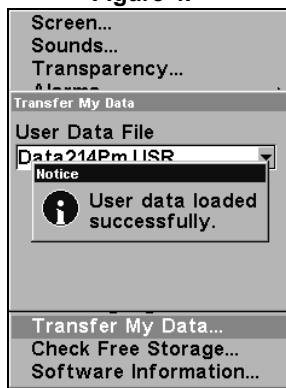 Screen...
Sounds...
Transparency...
Alarms
Transfer My Data
User Data File
Data214Pm.USR
Notice
User data loaded
successfully.
Transfer My Data...
Check Free Storage...
Software Information...